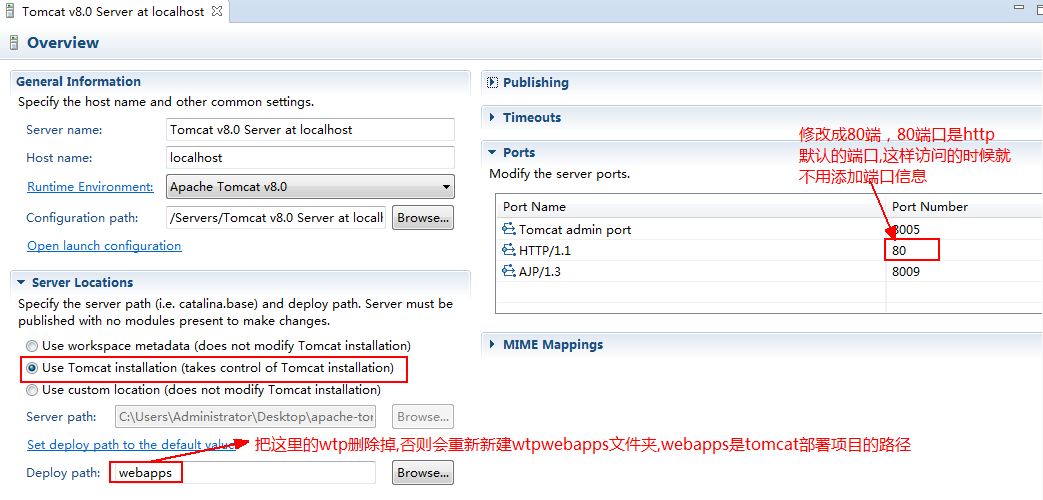 Tomcat v8.0 Server at localhost
Overview
General Information
Specify the host name and other common settings.
Server name: Tomcat v8.0 Server at localhost
Host name: localhost
Runtime Environment: Apache Tomcat v8.0
Configuration path: /Servers/Tomcat v8.0 Server at localh Browse...
Open launch configuration
Server Locations
Specify the server path (i.e. catalina.base) and deploy path. Server must be
published with no modules present to make changes.
Use workspace metadata (does not modify Tomcat installation)
Use Tomcat installation (takes control of Tomcat installation)
Use custom location (does not modify Tomcat installation)
Server path: C:\Users\Administrator\Desktop\apache-tor Browse...
Set deploy path to the default value
把这里的wtp删除掉,否则会重新新建wtpwebapps文件夹,webapps是tomcat部署项目的路径
Deploy path: webapps Browse...
Publishing
Timeouts
修改成80端，80端口是http
默认的端口,这样访问的时候就
不用添加端口信息
Ports
Modify the server ports.
Port Name Port Number
Tomcat admin port 8005
HTTP/1.1 80
AJP/1.3 8009
MIME Mappings